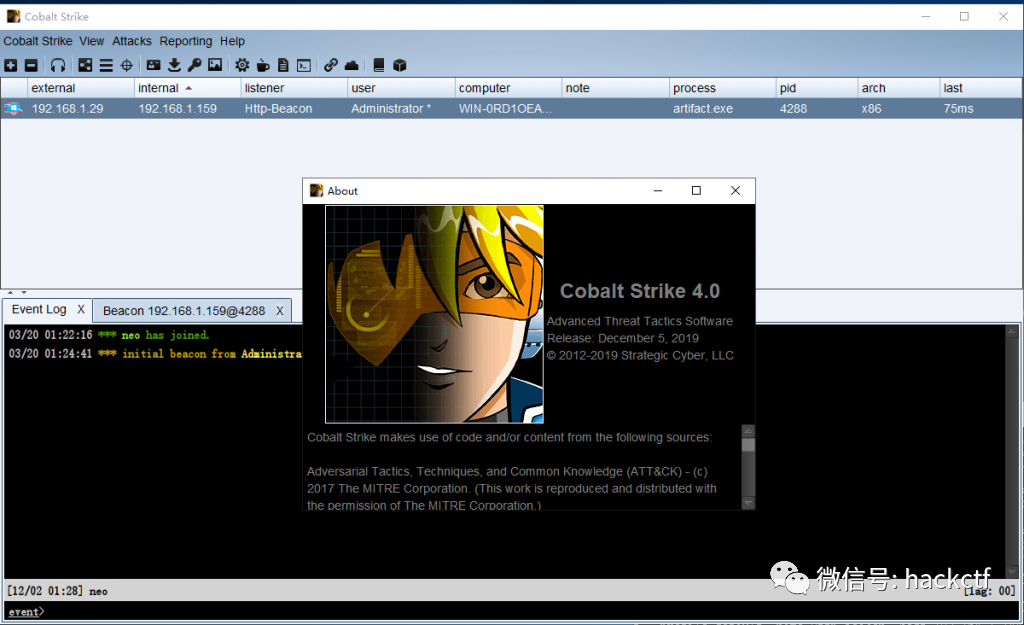 Cobalt Strike
Cobalt Strike View Attacks Reporting Help
external internal listener user computer note process pid arch last
192.168.1.29 192.168.1.159 Http-Beacon Administrator * WIN-0RD1OEA... artifact.exe 4288 x86 75ms
About
Cobalt Strike 4.0
Advanced Threat Tactics Software
Release: December 5, 2019
© 2012-2019 Strategic Cyber, LLC
Cobalt Strike makes use of code and/or content from the following sources:
Adversarial Tactics, Techniques, and Common Knowledge (ATT&CK) - (c)
2017 The MITRE Corporation. (This work is reproduced and distributed with
the permission of The MITRE Corporation.)
Event Log X Beacon 192.168.1.159@4288 X
03/20 01:22:16 *** neo has joined.
03/20 01:24:41 *** initial beacon from Administra
微信号: hackctf
[12/02 01:28] neo [lag: 00]
event>